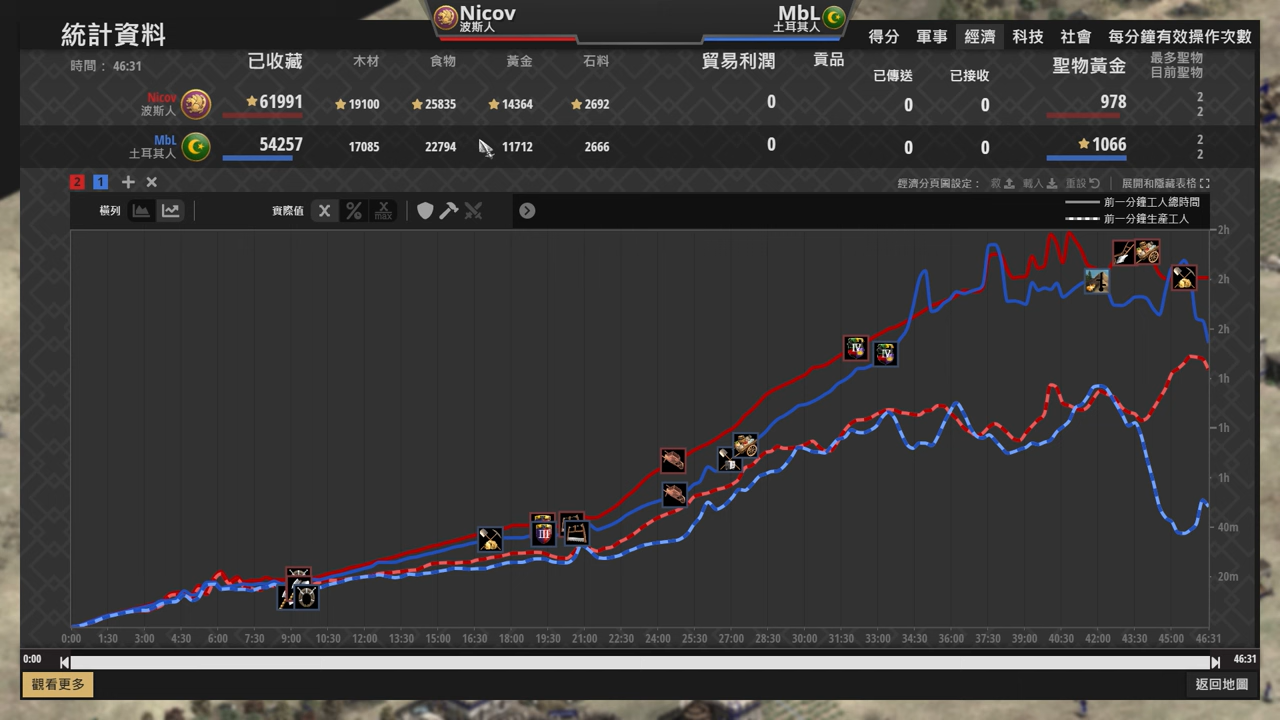 統計資料
Nicov
波斯人
MbL
土耳其人
得分 軍事 經濟 科技 社會 每分鐘有效操作次數
時間： 46:31
已收藏 木材 食物 黃金 石料 貿易利潤 貢品 已傳送 已接收 聖物黃金 最多聖物
目前聖物
Nicov
波斯人
61991 19100 25835 14364 2692 0 0 0 978 2
2
MbL
土耳其人
54257 17085 22794 11712 2666 0 0 0 1066 2
2
2 1
經濟分頁圖設定： 載入 重設 展開和隱藏表格
橫列 實際值 X % X
max
前一分鐘工人總時間
前一分鐘生產工人
2h
2h
2h
1h
1h
1h
40m
20m
IV IV
III
0:00 1:30 3:00 4:30 6:00 7:30 9:00 10:30 12:00 13:30 15:00 16:30 18:00 19:30 21:00 22:30 24:00 25:30 27:00 28:30 30:00 31:30 33:00 34:30 36:00 37:30 39:00 40:30 42:00 43:30 45:00 46:31
0:00 46:31
觀看更多 返回地圖